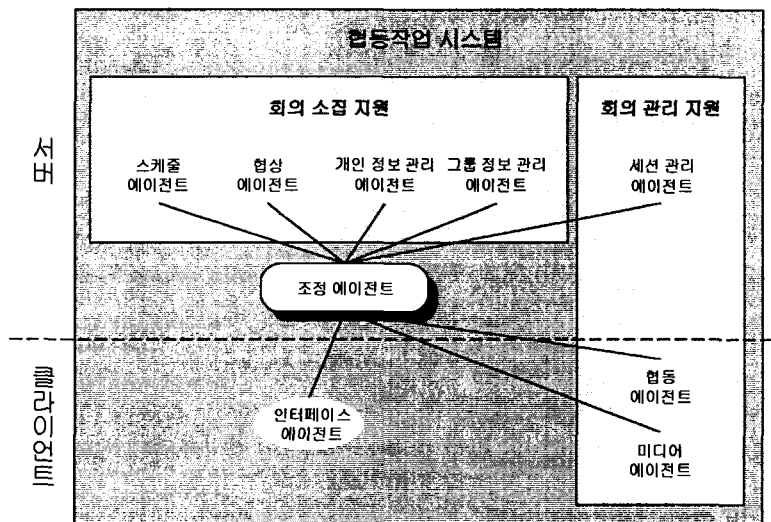 협동작업 시스템
회의 소집 지원
회의 관리 지원
서버
스케줄
에이전트
협상
에이전트
개인 정보 관리
에이전트
그룹 정보 관리
에이전트
세션 관리
에이전트
조정 에이전트
클라이언트
인터페이스
에이전트
협동
에이전트
미디어
에이전트